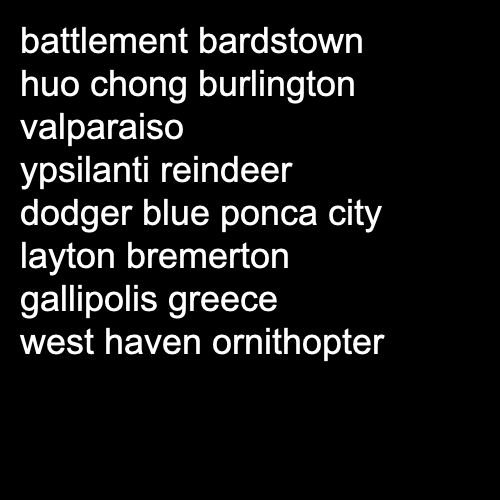 battlement bardstown
huo chong burlington
valparaiso
ypsilanti reindeer
dodger blue ponca city
layton bremerton
gallipolis greece
west haven ornithopter